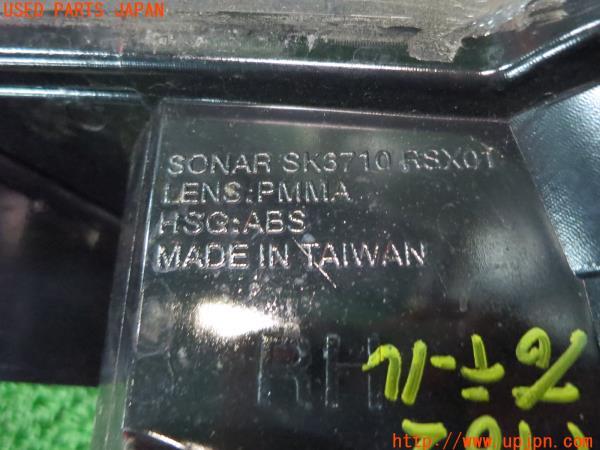 USED PARTS JAPAN
SONAR SK3710 RSX01
LENS:PMMA
HSG:ABS
MADE IN TAIWAN
RH
http://www.upjpn.com